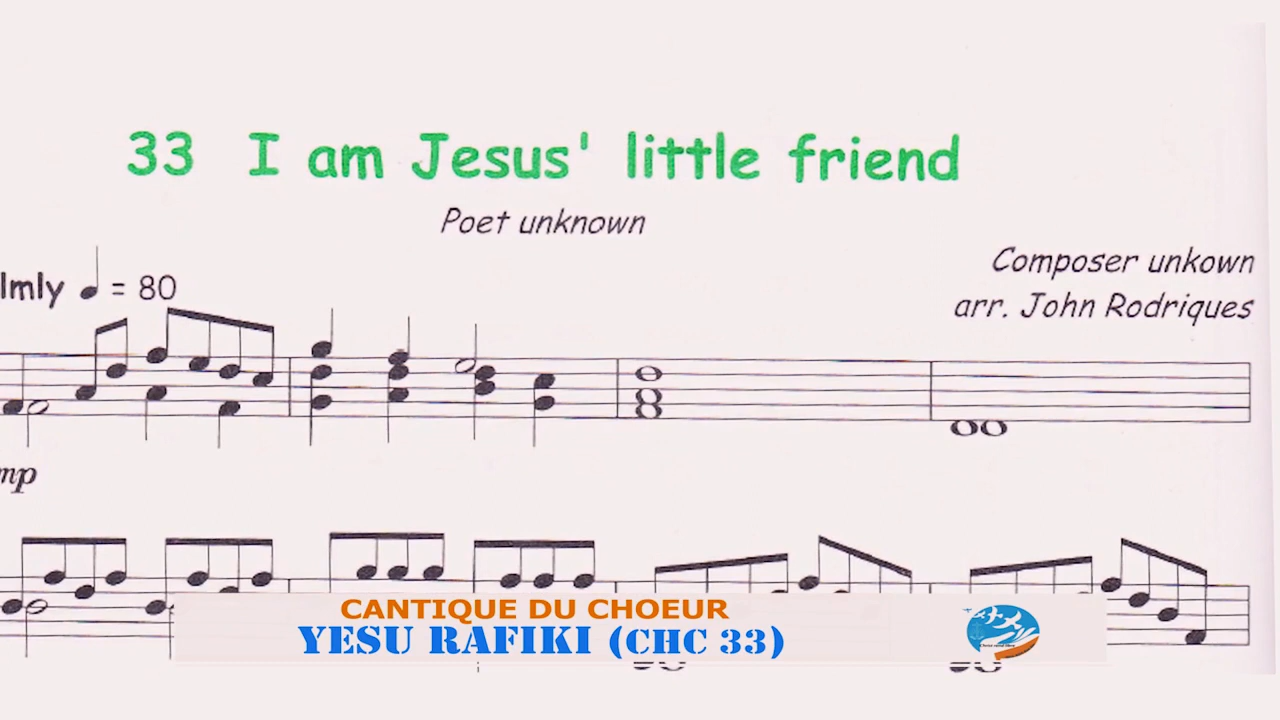 33 I am Jesus' little friend
Poet unknown
Composer unkown
arr. John Rodriques
lmly ♩ = 80
mp
CANTIQUE DU CHOEUR
YESU RAFIKI (CHC 33)